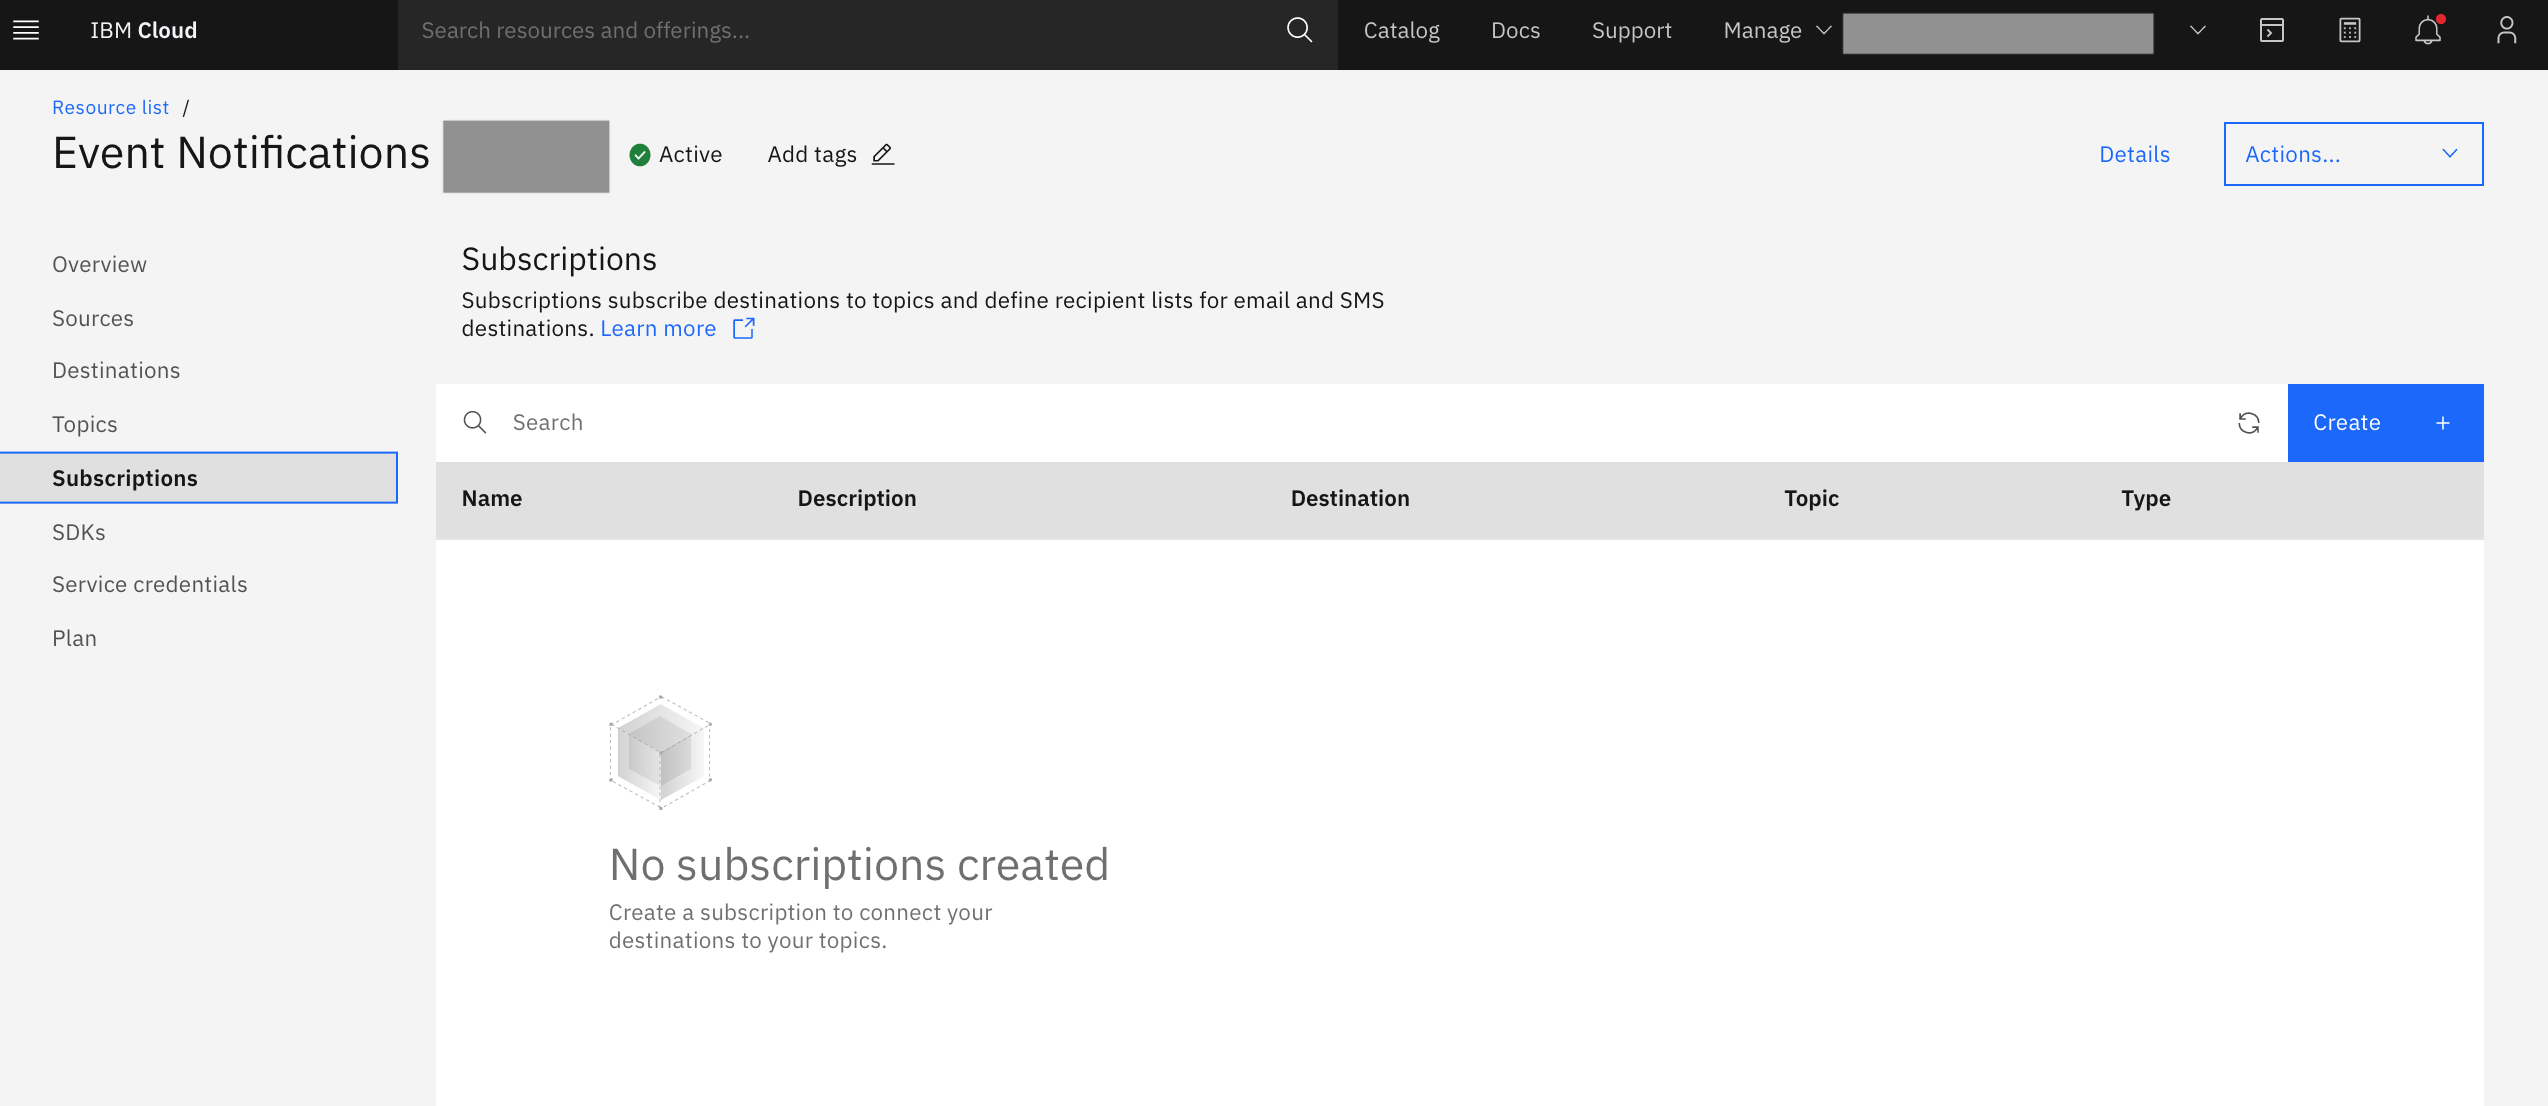 IBM Cloud
Search resources and offerings...
Catalog
Docs
Support
Manage
Resource list /
Event Notifications
Active
Add tags
Details
Actions...
Overview
Sources
Destinations
Topics
Subscriptions
SDKs
Service credentials
Plan
Subscriptions
Subscriptions subscribe destinations to topics and define recipient lists for email and SMS
destinations. Learn more
Search
Create +
Name Description Destination Topic Type
No subscriptions created
Create a subscription to connect your
destinations to your topics.